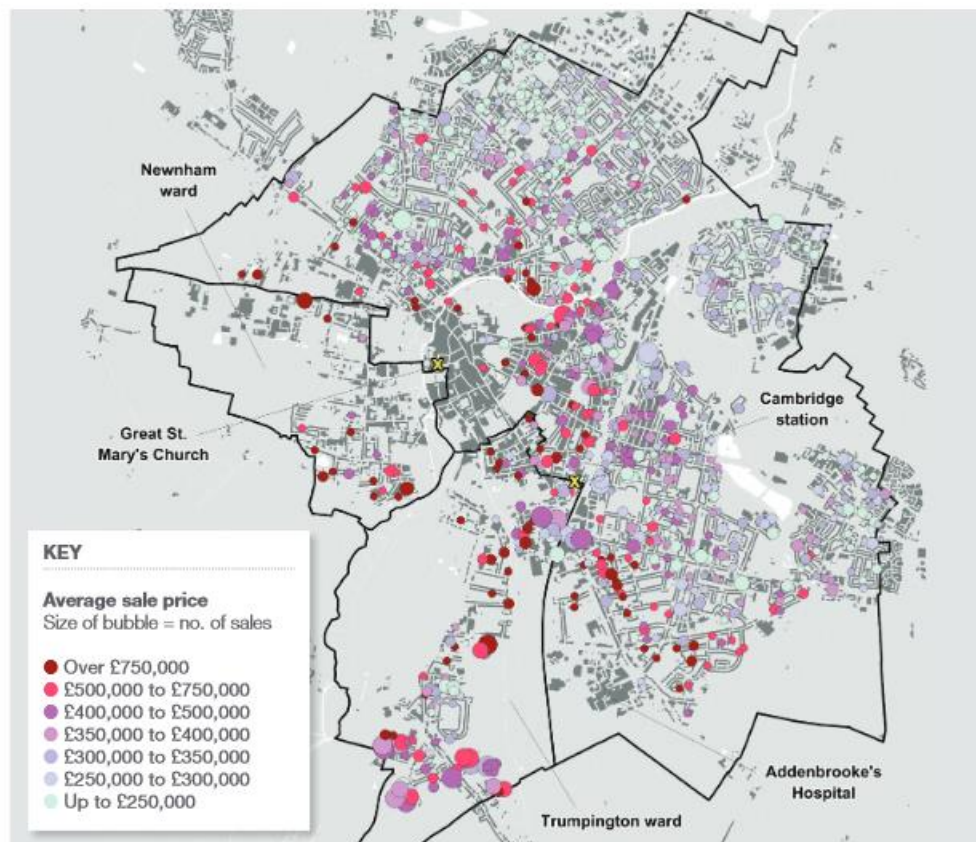 Newnham
ward
Cambridge
station
Great St.
Mary's Church
X
X
KEY
Average sale price
Size of bubble = no. of sales
Over £750,000
£500,000 to £750,000
£400,000 to £500,000
£350,000 to £400,000
£300,000 to £350,000
£250,000 to £300,000
Up to £250,000
Addenbrooke's
Hospital
Trumpington ward